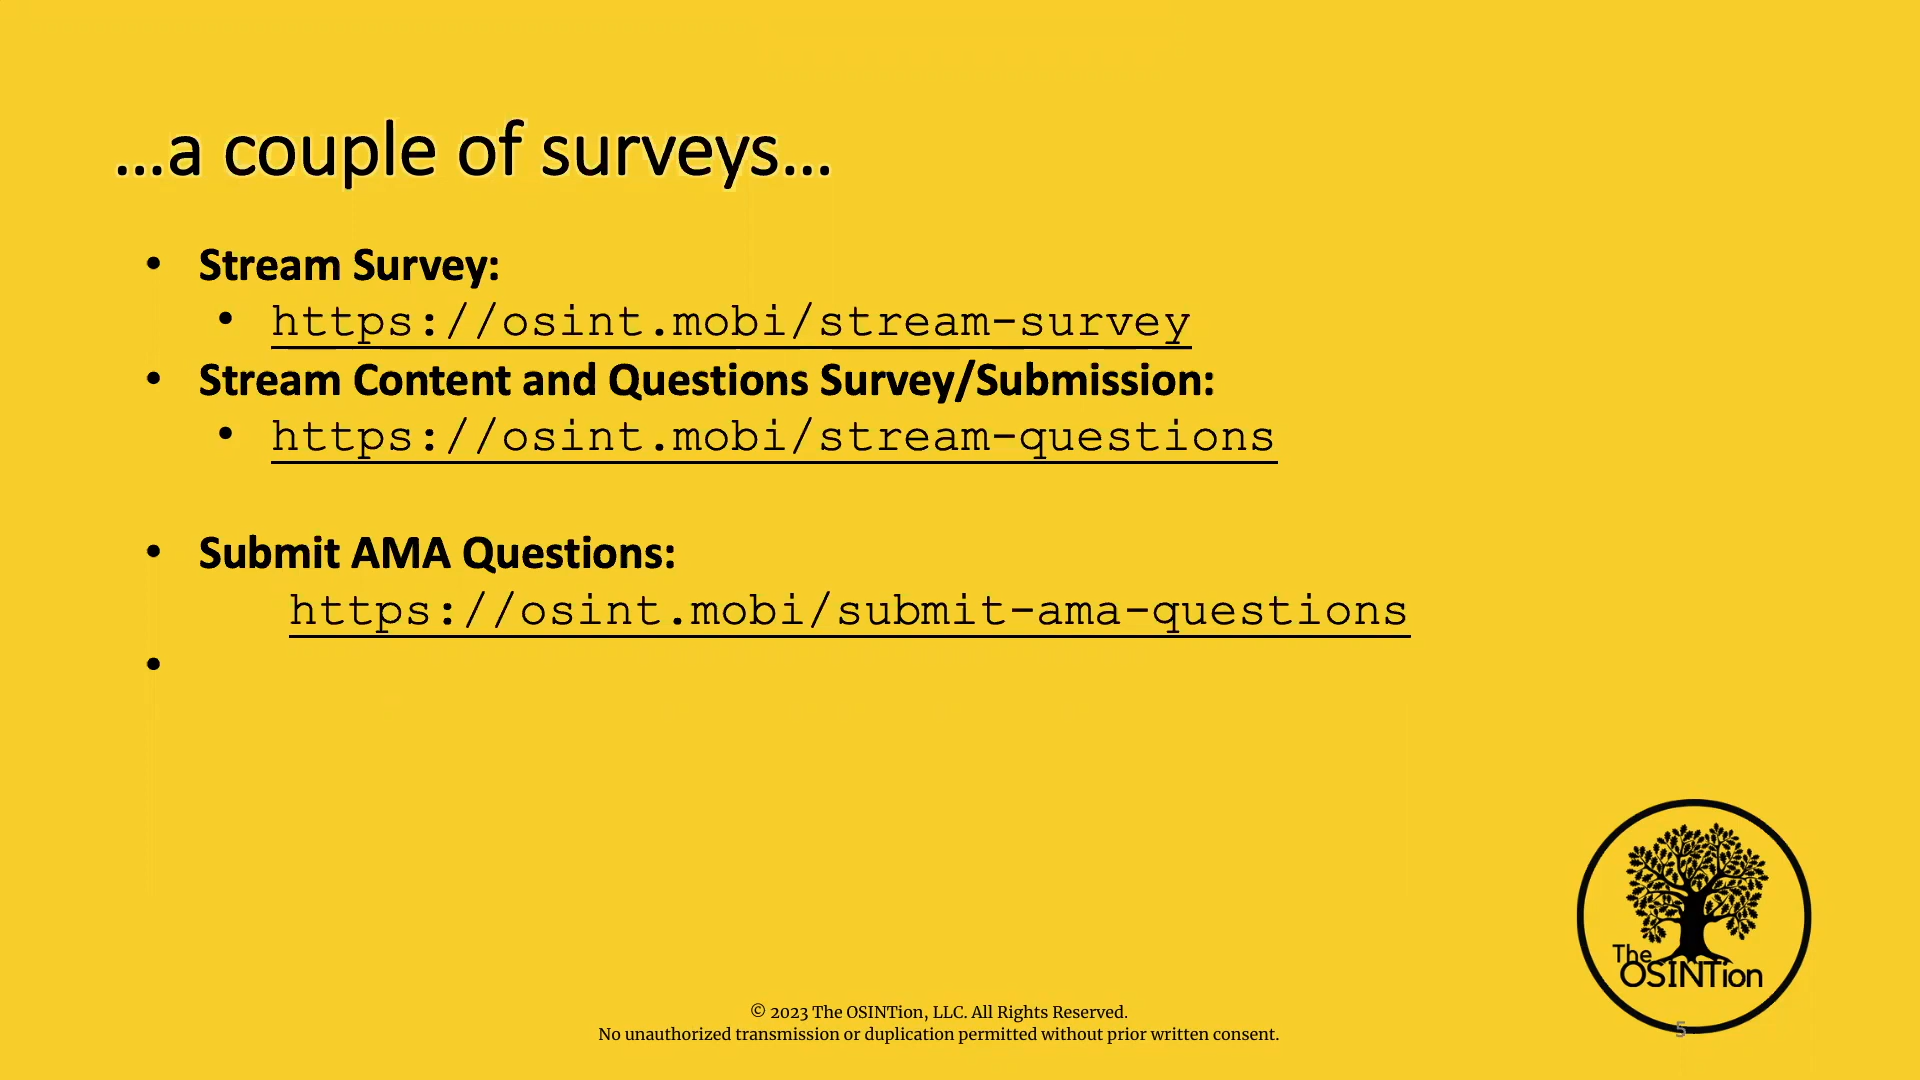 …a couple of surveys…
• Stream Survey:
• https://osint.mobi/stream-survey
• Stream Content and Questions Survey/Submission:
• https://osint.mobi/stream-questions
• Submit AMA Questions:
https://osint.mobi/submit-ama-questions
•
The
OSINTion
© 2023 The OSINTion, LLC. All Rights Reserved.
No unauthorized transmission or duplication permitted without prior written consent.
5